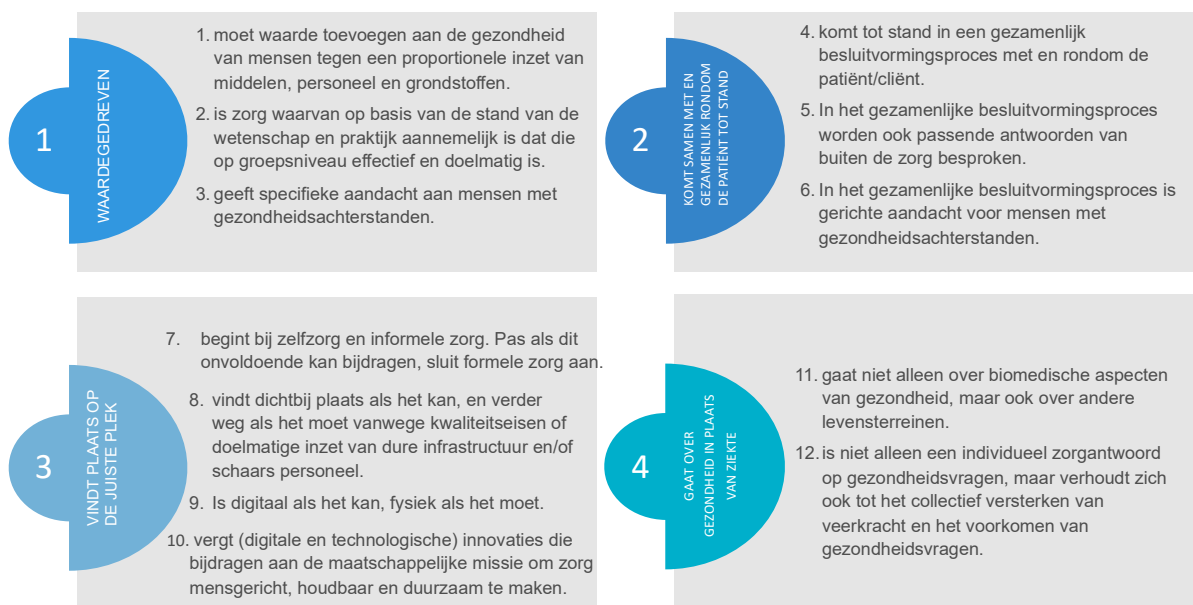 1
WAARDEGEDREVEN
1. moet waarde toevoegen aan de gezondheid
van mensen tegen een proportionele inzet van
middelen, personeel en grondstoffen.
2. is zorg waarvan op basis van de stand van de
wetenschap en praktijk aannemelijk is dat die
op groepsniveau effectief en doelmatig is.
3. geeft specifieke aandacht aan mensen met
gezondheidsachterstanden.
2
KOMT SAMEN MET EN
GEZAMENLIJK RONDOM
DE PATIËNT TOT STAND
4. komt tot stand in een gezamenlijk
besluitvormingsproces met en rondom de
patiënt/cliënt.
5. In het gezamenlijke besluitvormingsproces
worden ook passende antwoorden van
buiten de zorg besproken.
6. In het gezamenlijke besluitvormingsproces is
gerichte aandacht voor mensen met
gezondheidsachterstanden.
3
VINDT PLAATS OP
DE JUISTE PLEK
7. begint bij zelfzorg en informele zorg. Pas als dit
onvoldoende kan bijdragen, sluit formele zorg aan.
8. vindt dichtbij plaats als het kan, en verder
weg als het moet vanwege kwaliteitseisen of
doelmatige inzet van dure infrastructuur en/of
schaars personeel.
9. Is digitaal als het kan, fysiek als het moet.
10. vergt (digitale en technologische) innovaties die
bijdragen aan de maatschappelijke missie om zorg
mensgericht, houdbaar en duurzaam te maken.
4
GAAT OVER
GEZONDHEID IN PLAATS
VAN ZIEKTE
11. gaat niet alleen over biomedische aspecten
van gezondheid, maar ook over andere
levensterreinen.
12. is niet alleen een individueel zorgantwoord
op gezondheidsvragen, maar verhoudt zich
ook tot het collectief versterken van
veerkracht en het voorkomen van
gezondheidsvragen.